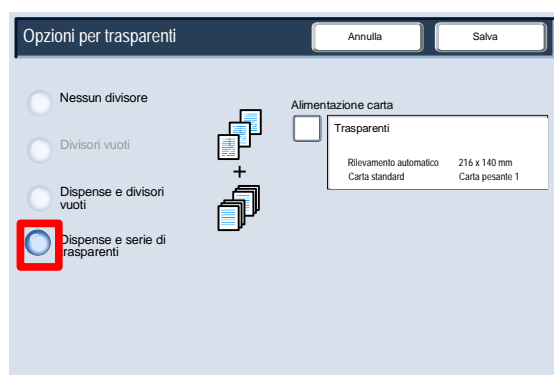 Opzioni per trasparenti
Annulla
Salva
Nessun divisore
Divisori vuoti
Dispense e divisori
vuoti
Dispense e serie di
trasparenti
+
Alimentazione carta
Trasparenti
Rilevamento automatico 216 x 140 mm
Carta standard Carta pesante 1